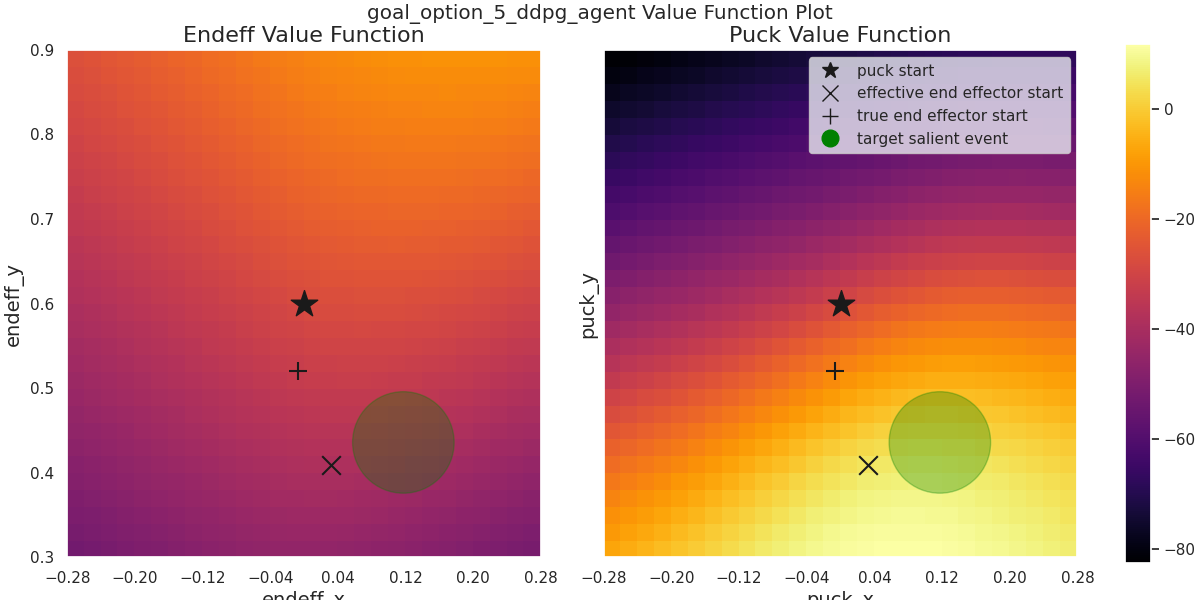 goal_option_5_ddpg_agent Value Function Plot
Endeff Value Function
Puck Value Function
0.9
0.8
0.7
0.6
0.5
0.4
0.3
endeff_y
−0.28 −0.20 −0.12 −0.04 0.04 0.12 0.20 0.28
endeff_x
puck_y
puck start
effective end effector start
true end effector start
target salient event
−0.28 −0.20 −0.12 −0.04 0.04 0.12 0.20 0.28
puck_x
0
−20
−40
−60
−80